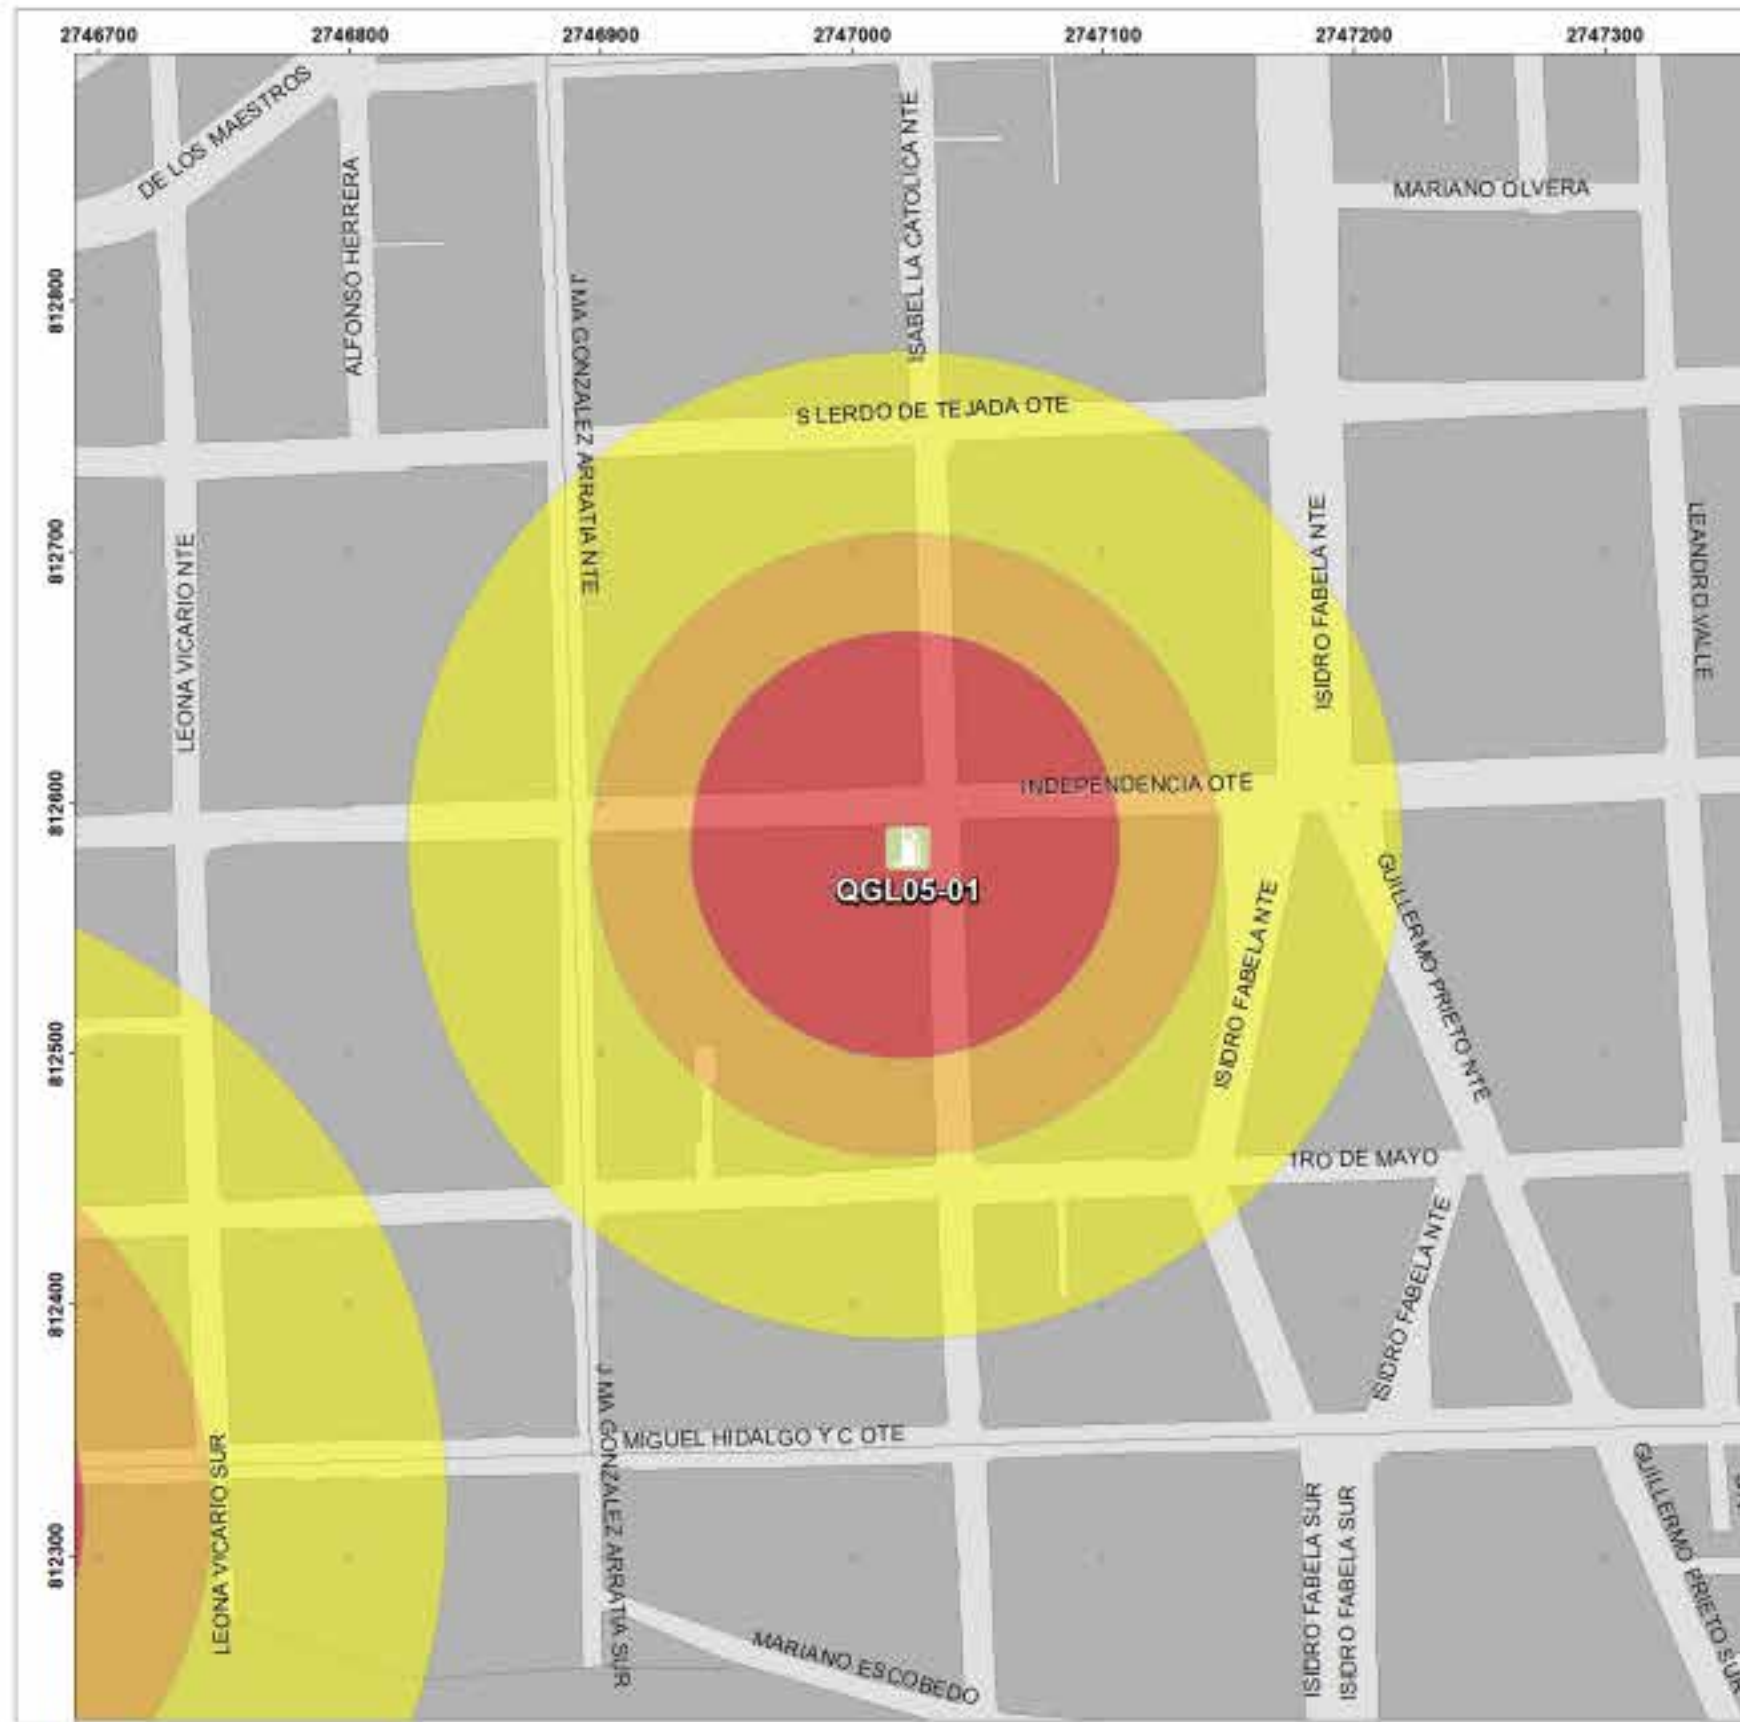 2746700
2746800
2746900
2747000
2747100
2747200
2747300
812800
812700
812600
812500
812400
812300
DE LOS MAESTROS
ALFONSO HERRERA
J MA GONZALEZ ARRATIA NTE
ISABEL LA CATOLICA NTE
MARIANO OLVERA
S LERDO DE TEJADA OTE
LEONA VICARIO NTE
ISIDRO FABELA NTE
LEANDRO VALLE
INDEPENDENCIA OTE
QGL05-01
ISIDRO FABELA NTE
GUILLERMO PRIETO NTE
1RO DE MAYO
ISIDRO FABELA NTE
MIGUEL HIDALGO Y C OTE
LEONA VICARIO SUR
J MA GONZALEZ ARRATIA SUR
MARIANO ESCOBEDO
ISIDRO FABELA SUR
ISIDRO FABELA SUR
GUILLERMO PRIETO SUR